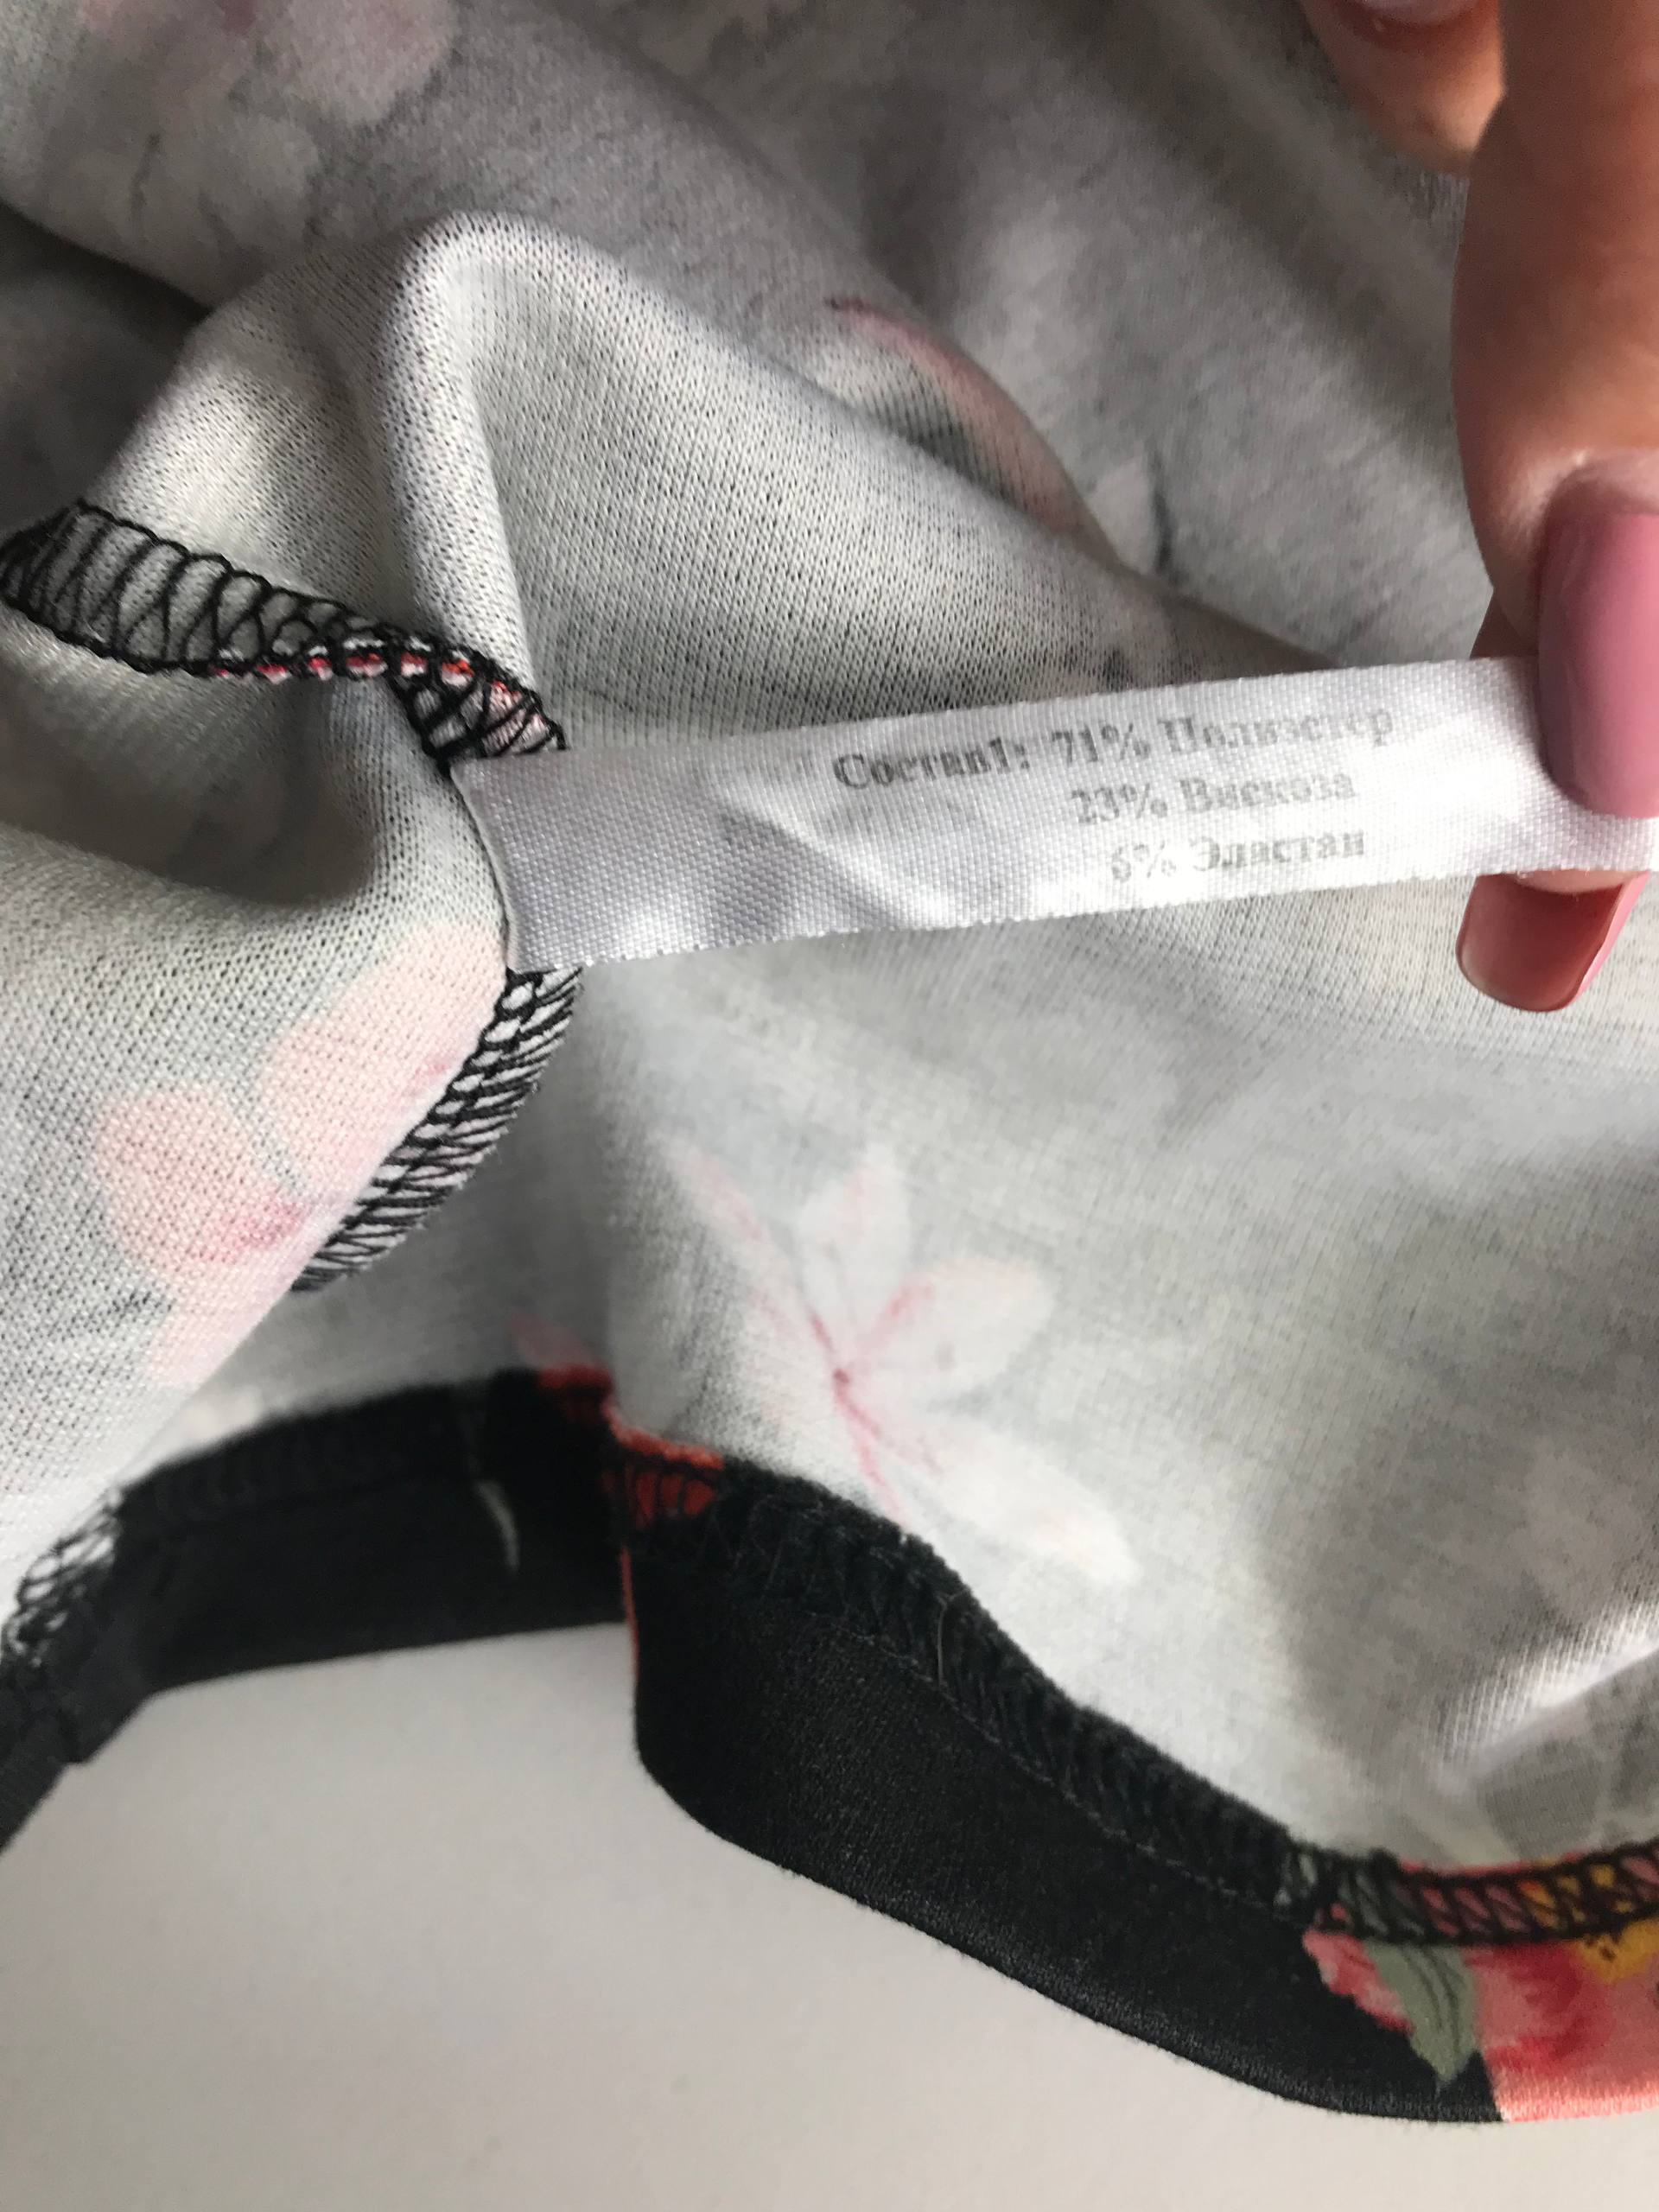 Состав1: 71% Полиэстер
23% Вискоза
6% Эластан